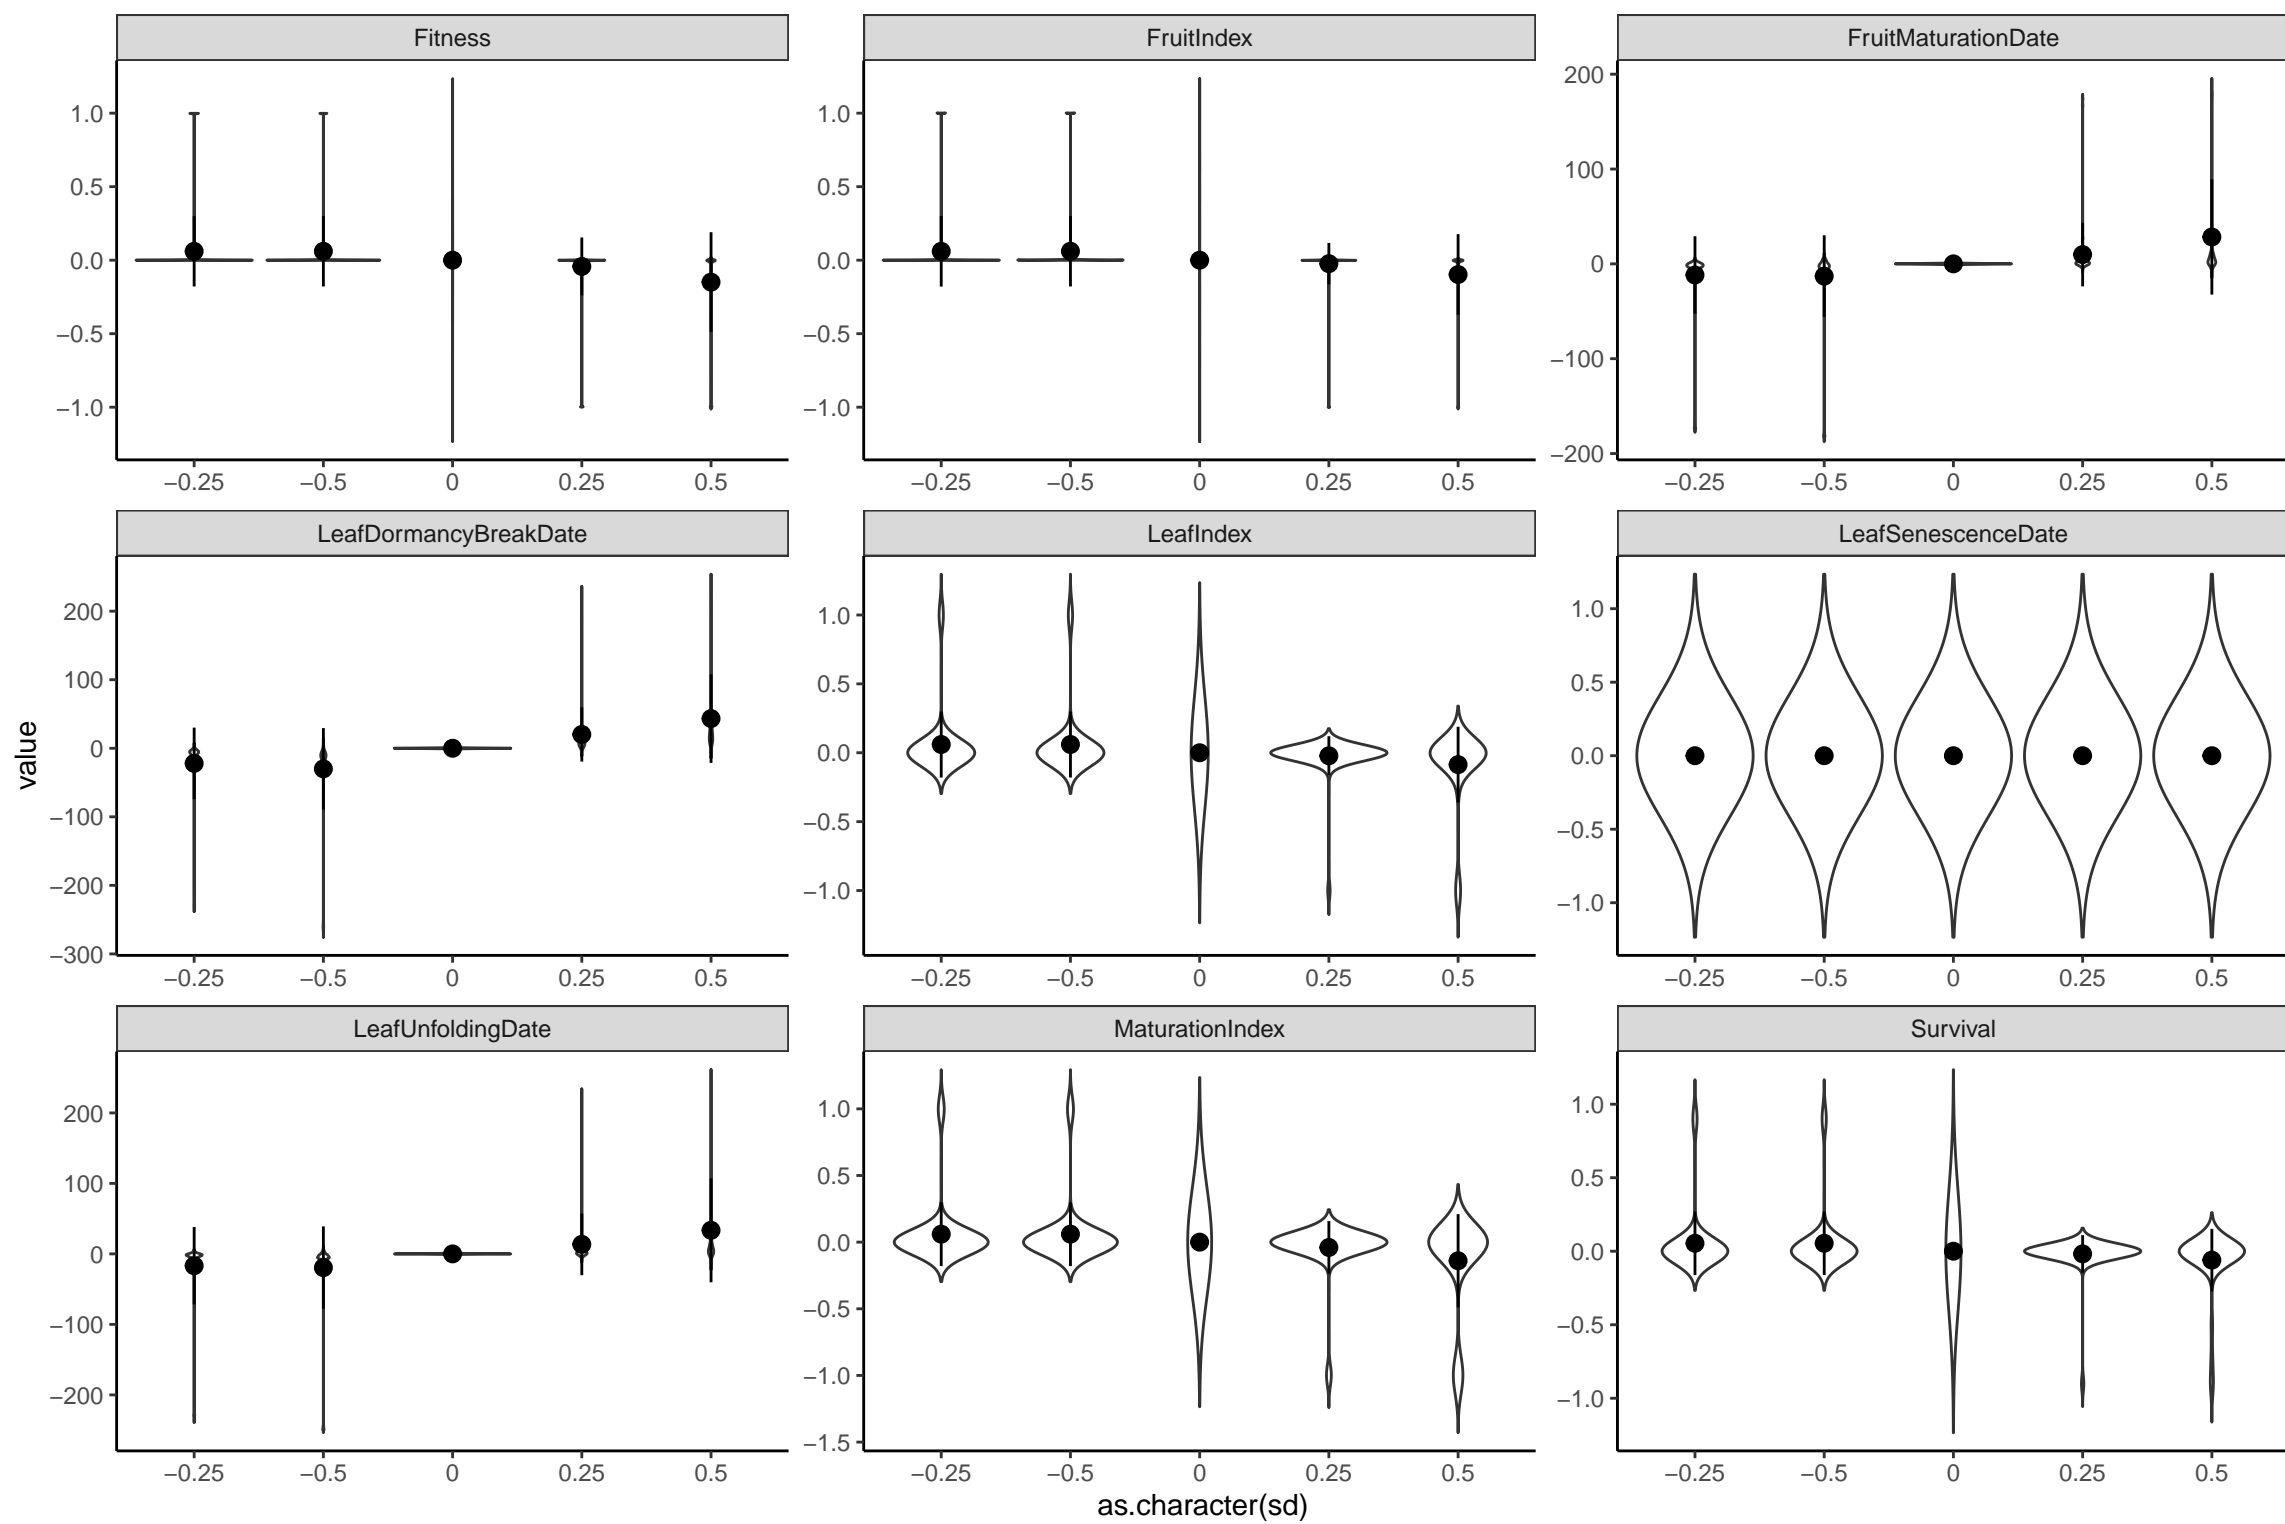 Fitness FruitIndex FruitMaturationDate
1.0 0.5 0.0 −0.5 −1.0
1.0 0.5 0.0 −0.5 −1.0
200 100 0 −100 −200
−0.25 −0.5 0 0.25 0.5 −0.25 −0.5 0 0.25 0.5 −0.25 −0.5 0 0.25 0.5
LeafDormancyBreakDate LeafIndex LeafSenescenceDate
200 100 0 −100 −200 −300
1.0 0.5 0.0 −0.5 −1.0
1.0 0.5 0.0 −0.5 −1.0
−0.25 −0.5 0 0.25 0.5 −0.25 −0.5 0 0.25 0.5 −0.25 −0.5 0 0.25 0.5
value
LeafUnfoldingDate MaturationIndex Survival
200 100 0 −100 −200
1.0 0.5 0.0 −0.5 −1.0 −1.5
1.0 0.5 0.0 −0.5 −1.0
−0.25 −0.5 0 0.25 0.5 −0.25 −0.5 0 0.25 0.5 −0.25 −0.5 0 0.25 0.5
as.character(sd)